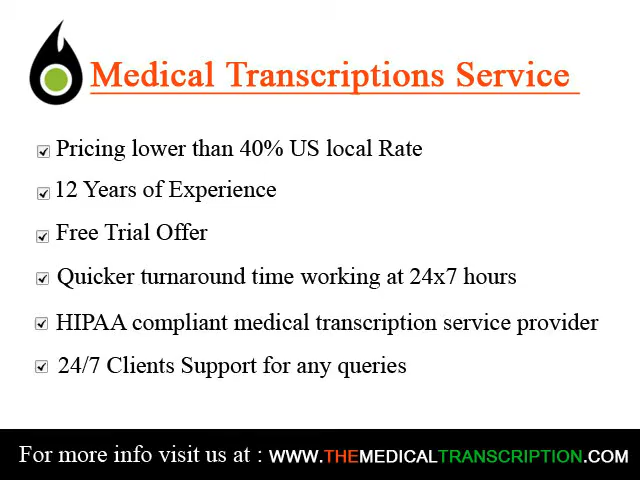 Medical Transcriptions Service
Pricing lower than 40% US local Rate
12 Years of Experience
Free Trial Offer
Quicker turnaround time working at 24x7 hours
HIPAA compliant medical transcription service provider
24/7 Clients Support for any queries
For more info visit us at : WWW.THEMEDICALTRANSCRIPTION.COM